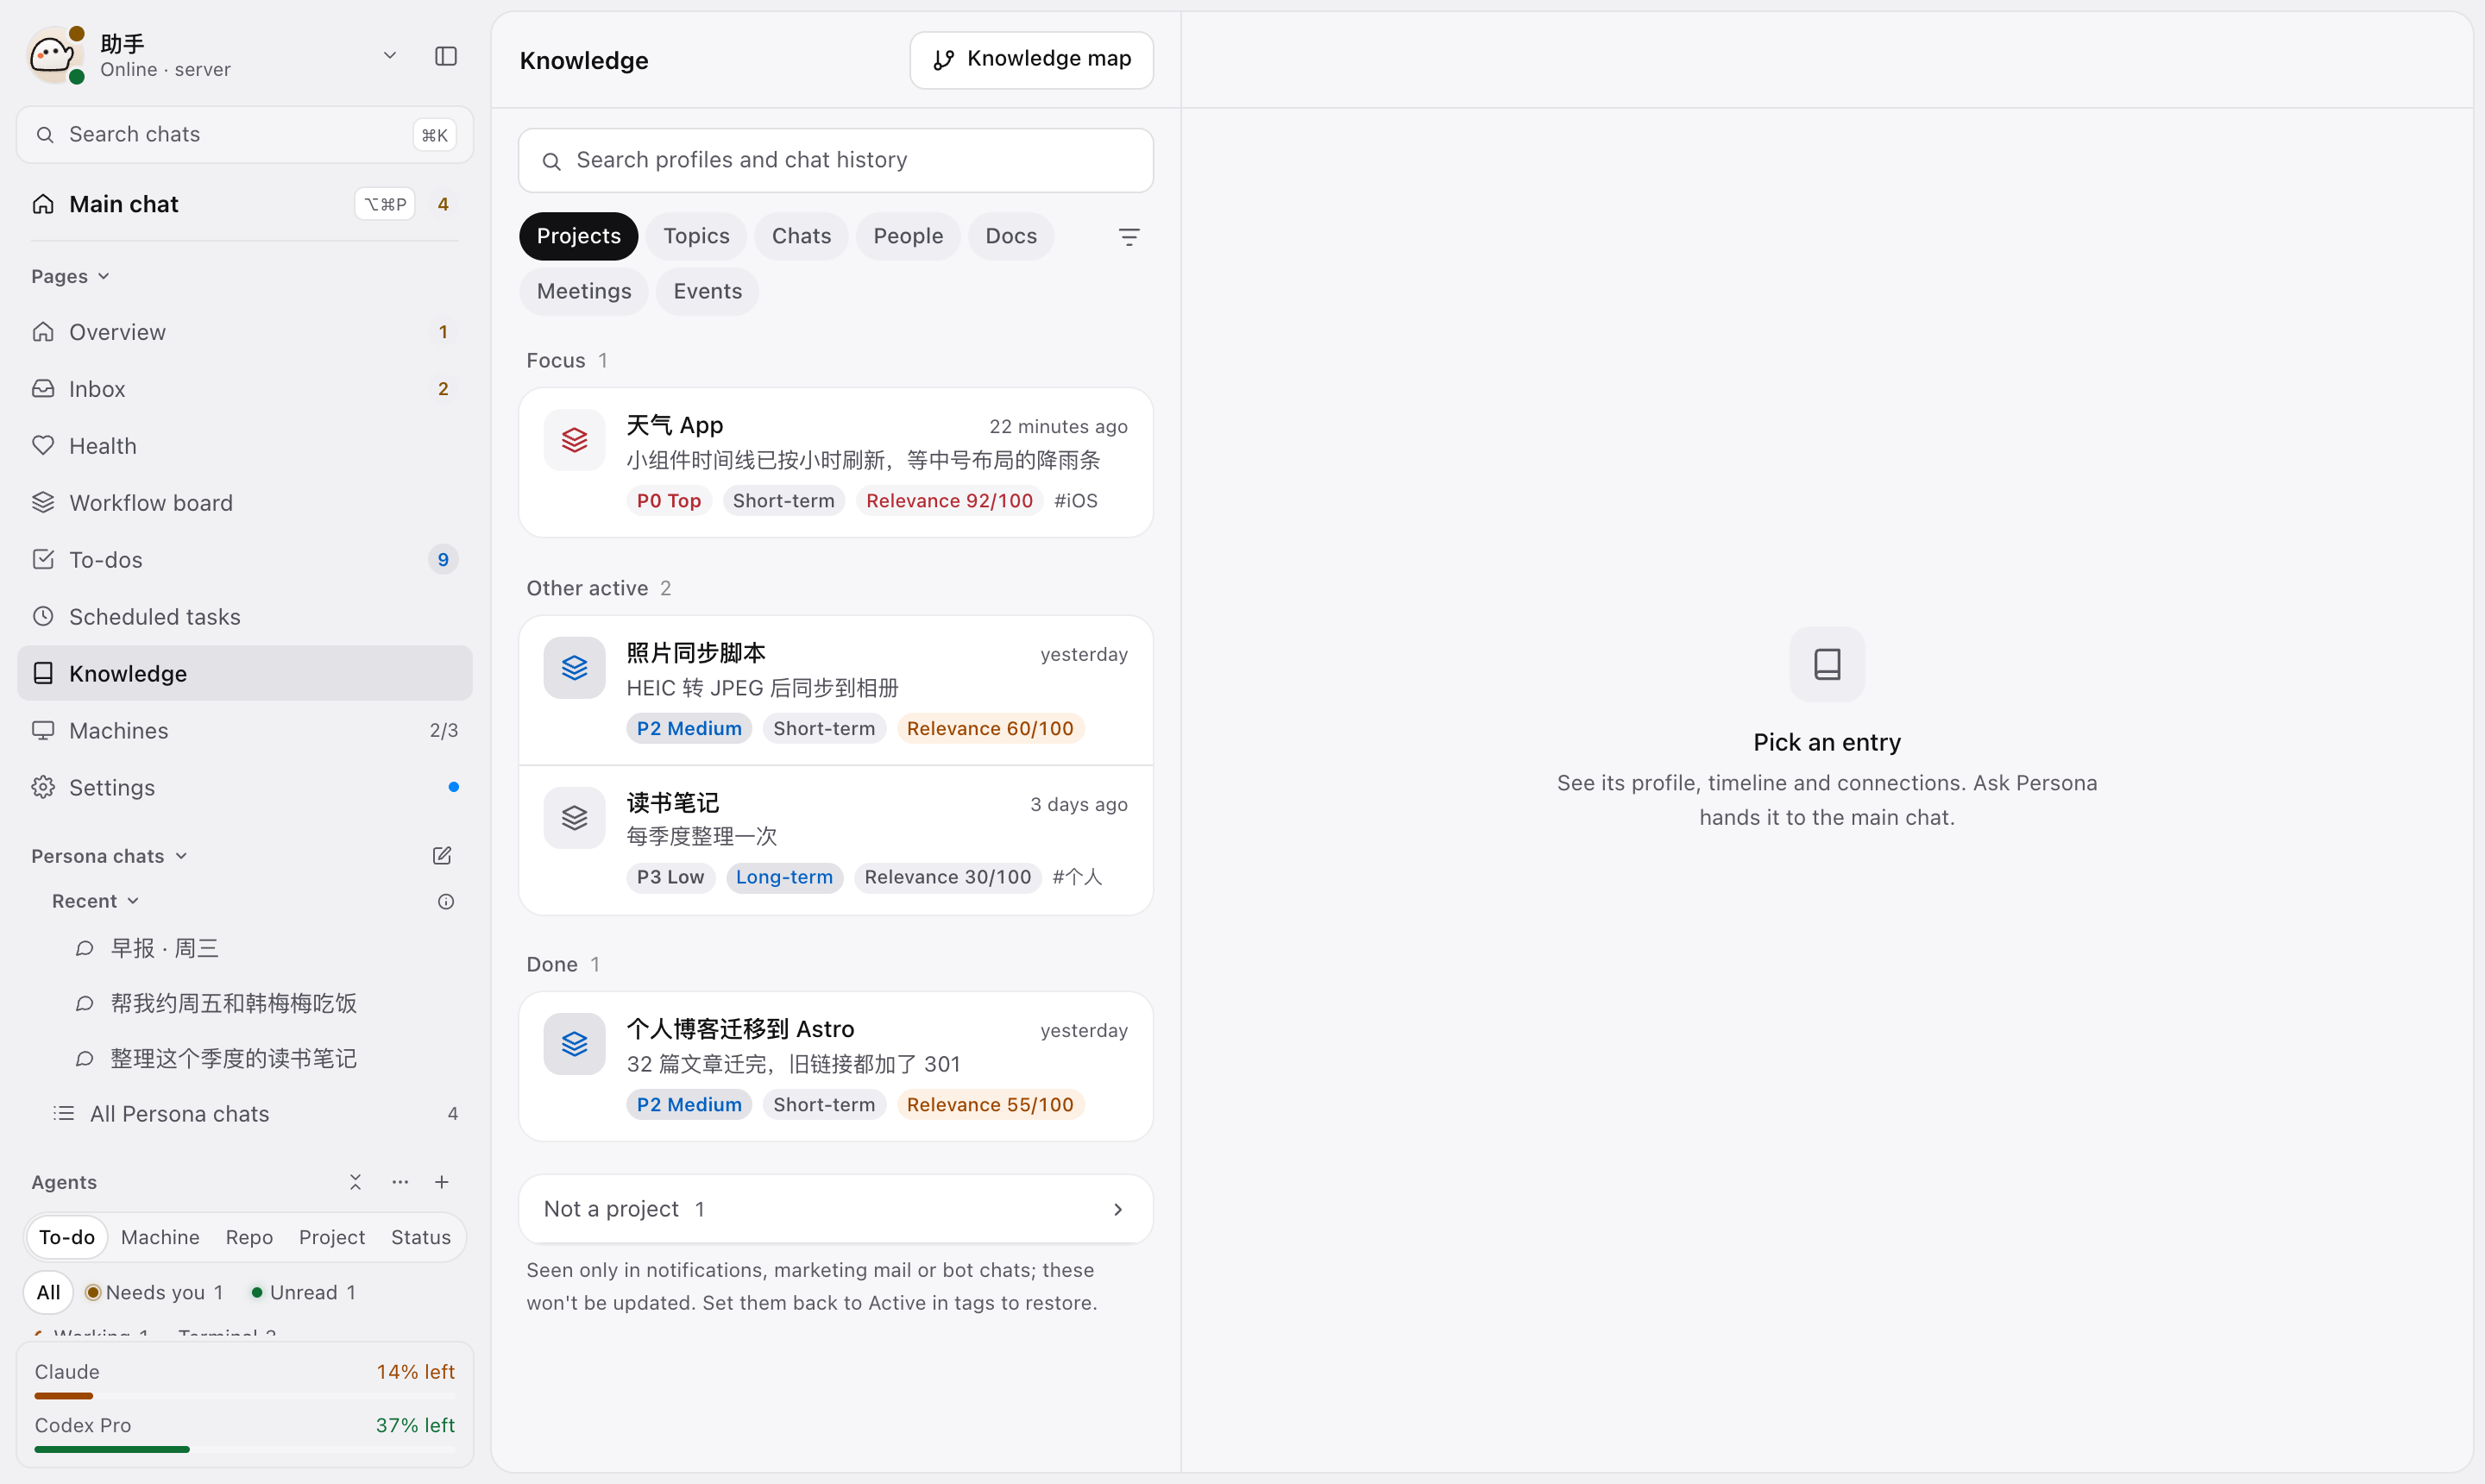 助手
Online · server
Search chats
⌘K
Main chat
⌥⌘P
4
Pages
Overview
1
Inbox
2
Health
Workflow board
To-dos
9
Scheduled tasks
Knowledge
Machines
2/3
Settings
Persona chats
Recent
早报 · 周三
帮我约周五和韩梅梅吃饭
整理这个季度的读书笔记
All Persona chats
4
Agents
To-do
Machine
Repo
Project
Status
All
Needs you 1
Unread 1
Working 1
Claude
14% left
Codex Pro
37% left
Knowledge
Knowledge map
Search profiles and chat history
Projects
Topics
Chats
People
Docs
Meetings
Events
Focus 1
天气 App
22 minutes ago
小组件时间线已按小时刷新，等中号布局的降雨条
P0 Top
Short-term
Relevance 92/100
#iOS
Other active 2
照片同步脚本
yesterday
HEIC 转 JPEG 后同步到相册
P2 Medium
Short-term
Relevance 60/100
读书笔记
3 days ago
每季度整理一次
P3 Low
Long-term
Relevance 30/100
#个人
Done 1
个人博客迁移到 Astro
yesterday
32 篇文章迁完，旧链接都加了 301
P2 Medium
Short-term
Relevance 55/100
Not a project 1
Seen only in notifications, marketing mail or bot chats; these
won't be updated. Set them back to Active in tags to restore.
Pick an entry
See its profile, timeline and connections. Ask Persona
hands it to the main chat.